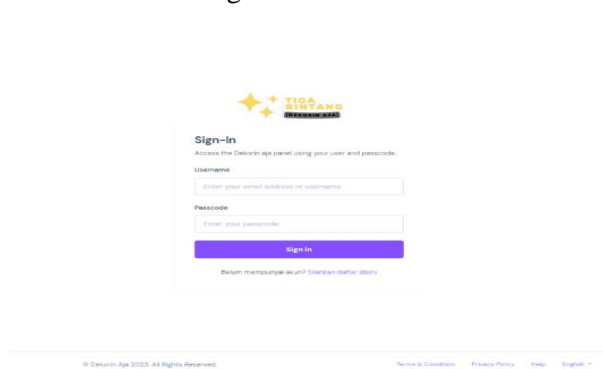 TIGA
BINTANG
(DEKORIN AJA)
Sign-In
Access the Dekorin aja panel using your user and passcode.
Username
Enter your email address or username
Passcode
Enter your passcode
Sign in
Belum mempunyai akun? Silahkan daftar disini
© Dekorin Aja 2023. All Rights Reserved.
Terms & Condition Privacy Policy Help English